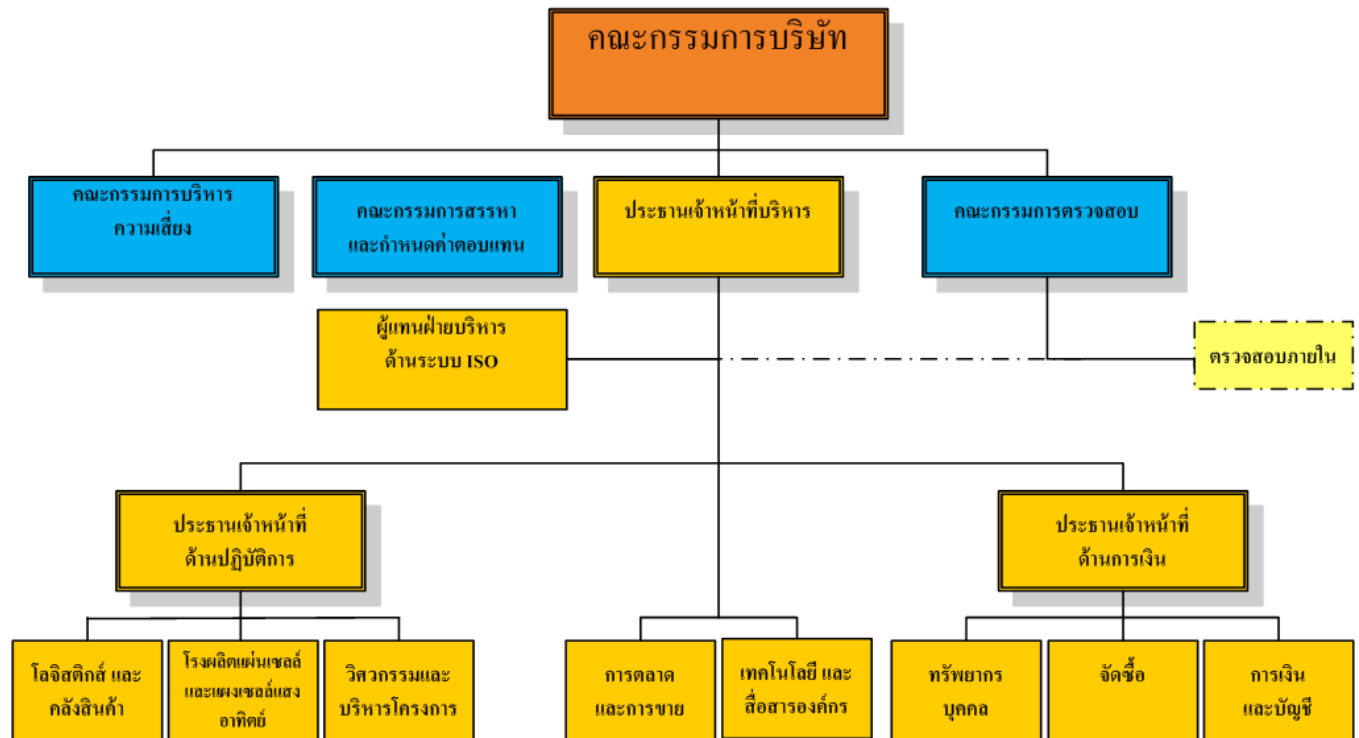 คณะกรรมการบริษัท
คณะกรรมการบริหาร
ความเสี่ยง
คณะกรรมการสรรหา
และกำหนดค่าตอบแทน
ประธานเจ้าหน้าที่บริหาร
คณะกรรมการตรวจสอบ
ผู้แทนฝ่ายบริหาร
ด้านระบบ ISO
ตรวจสอบภายใน
ประธานเจ้าหน้าที่
ด้านปฏิบัติการ
ประธานเจ้าหน้าที่
ด้านการเงิน
โลจิสติกส์ และ
คลังสินค้า
โรงผลิตแผ่นเซลล์
และแผงเซลล์แสง
อาทิตย์
วิศวกรรมและ
บริหารโครงการ
การตลาด
และการขาย
เทคโนโลยี และ
สื่อสารองค์กร
ทรัพยากร
บุคคล
จัดซื้อ
การเงิน
และบัญชี